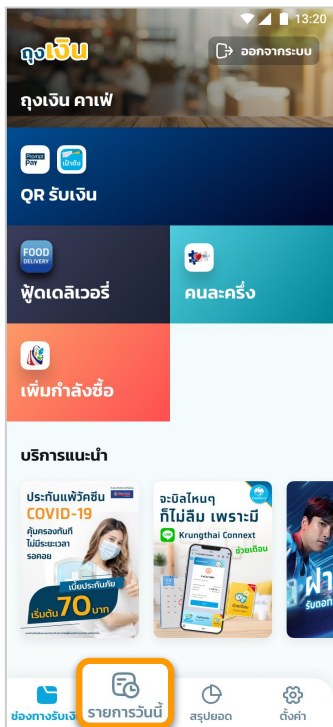 13:20
ถุงเงิน
ออกจากระบบ
ถุงเงิน คาเฟ่
Prompt
Pay
เป๋าตัง
QR รับเงิน
FOOD
DELIVERY
ฟู้ดเดลิเวอรี่
คนละครึ่ง
เพิ่มกำลังซื้อ
บริการแนะนำ
ประกันแพ้วัคซีน
COVID-19
คุ้มครองทันที
ไม่มีระยะเวลา
รอคอย
เบี้ยประกันภัย
เริ่มต้น 70 บาท
จะบิลไหนๆ
ก็ไม่ลืม เพราะมี
Krungthai Connext
ช่วยเตือน
ฝา
รับดอก
ช่องทางรับเงิ
รายการวันนี้
สรุปยอด
ตั้งค่า